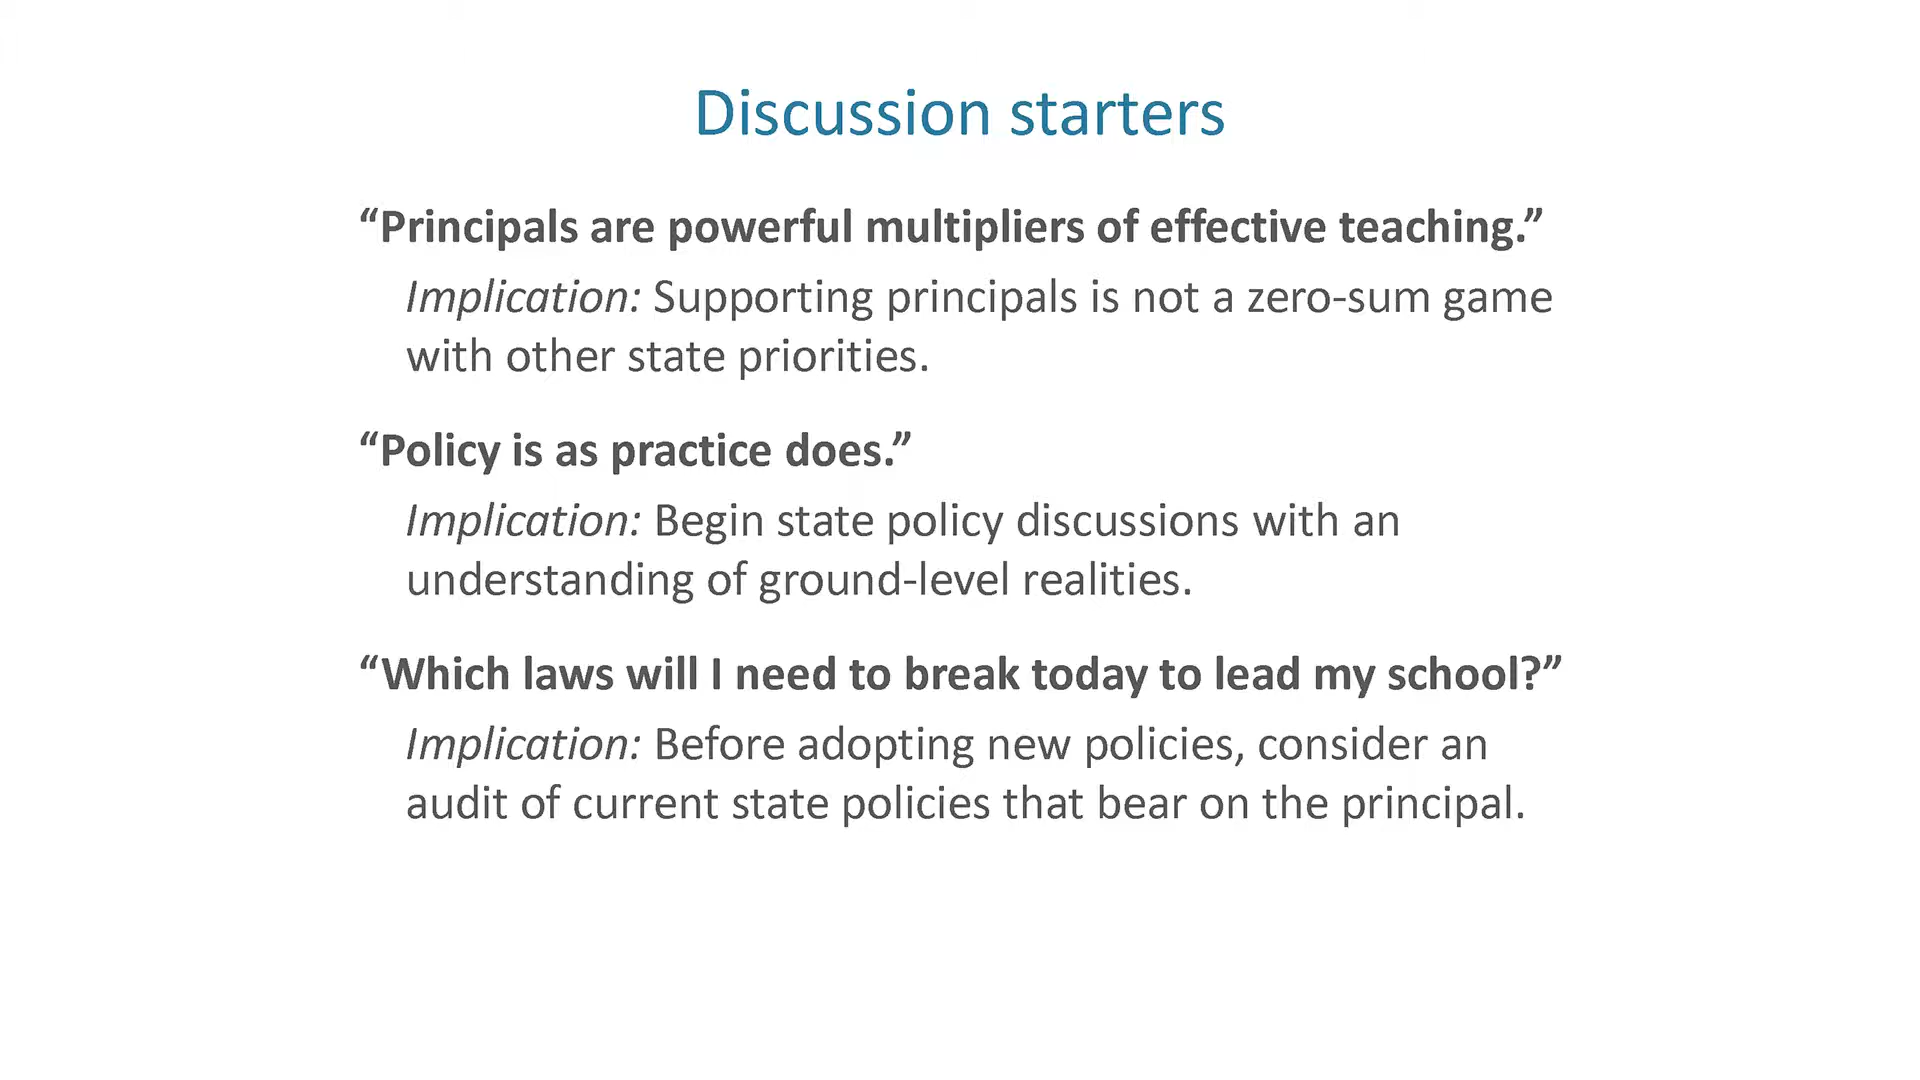 Discussion starters
“Principals are powerful multipliers of effective teaching.”
Implication: Supporting principals is not a zero-sum game
with other state priorities.
“Policy is as practice does.”
Implication: Begin state policy discussions with an
understanding of ground-level realities.
“Which laws will I need to break today to lead my school?”
Implication: Before adopting new policies, consider an
audit of current state policies that bear on the principal.